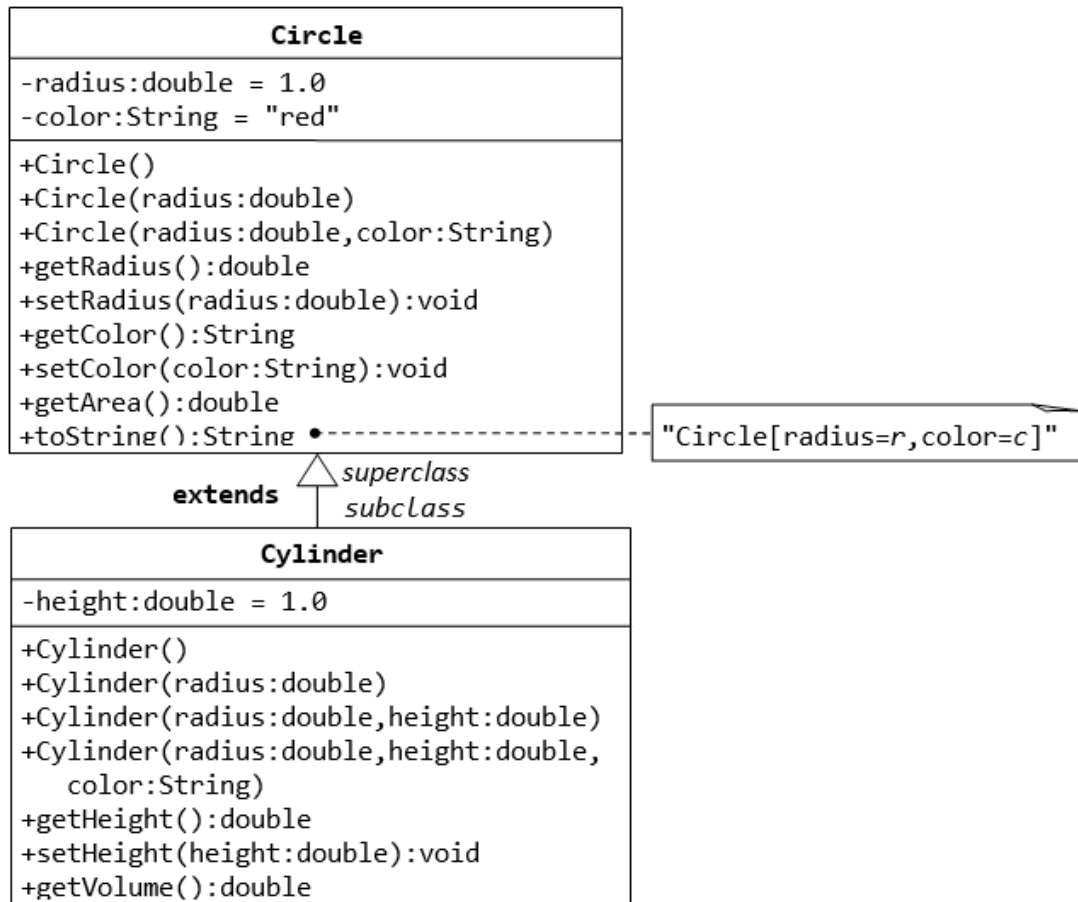 Circle
-radius:double = 1.0
-color:String = "red"
+Circle()
+Circle(radius:double)
+Circle(radius:double,color:String)
+getRadius():double
+setRadius(radius:double):void
+getColor():String
+setColor(color:String):void
+getArea():double
+toString():String
"Circle[radius=r,color=c]"
superclass
extends
subclass
Cylinder
-height:double = 1.0
+Cylinder()
+Cylinder(radius:double)
+Cylinder(radius:double,height:double)
+Cylinder(radius:double,height:double,
color:String)
+getHeight():double
+setHeight(height:double):void
+getVolume():double